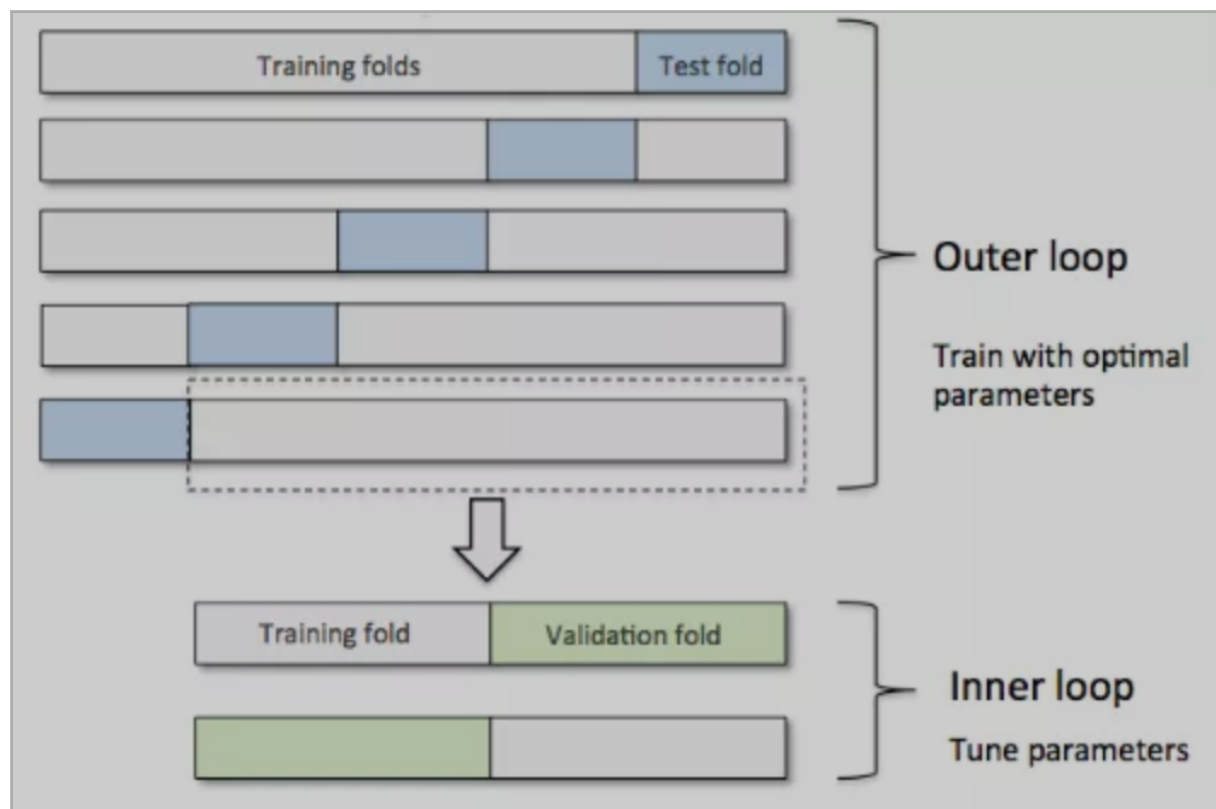 Training folds
Test fold
Outer loop
Train with optimal
parameters
Training fold
Validation fold
Inner loop
Tune parameters